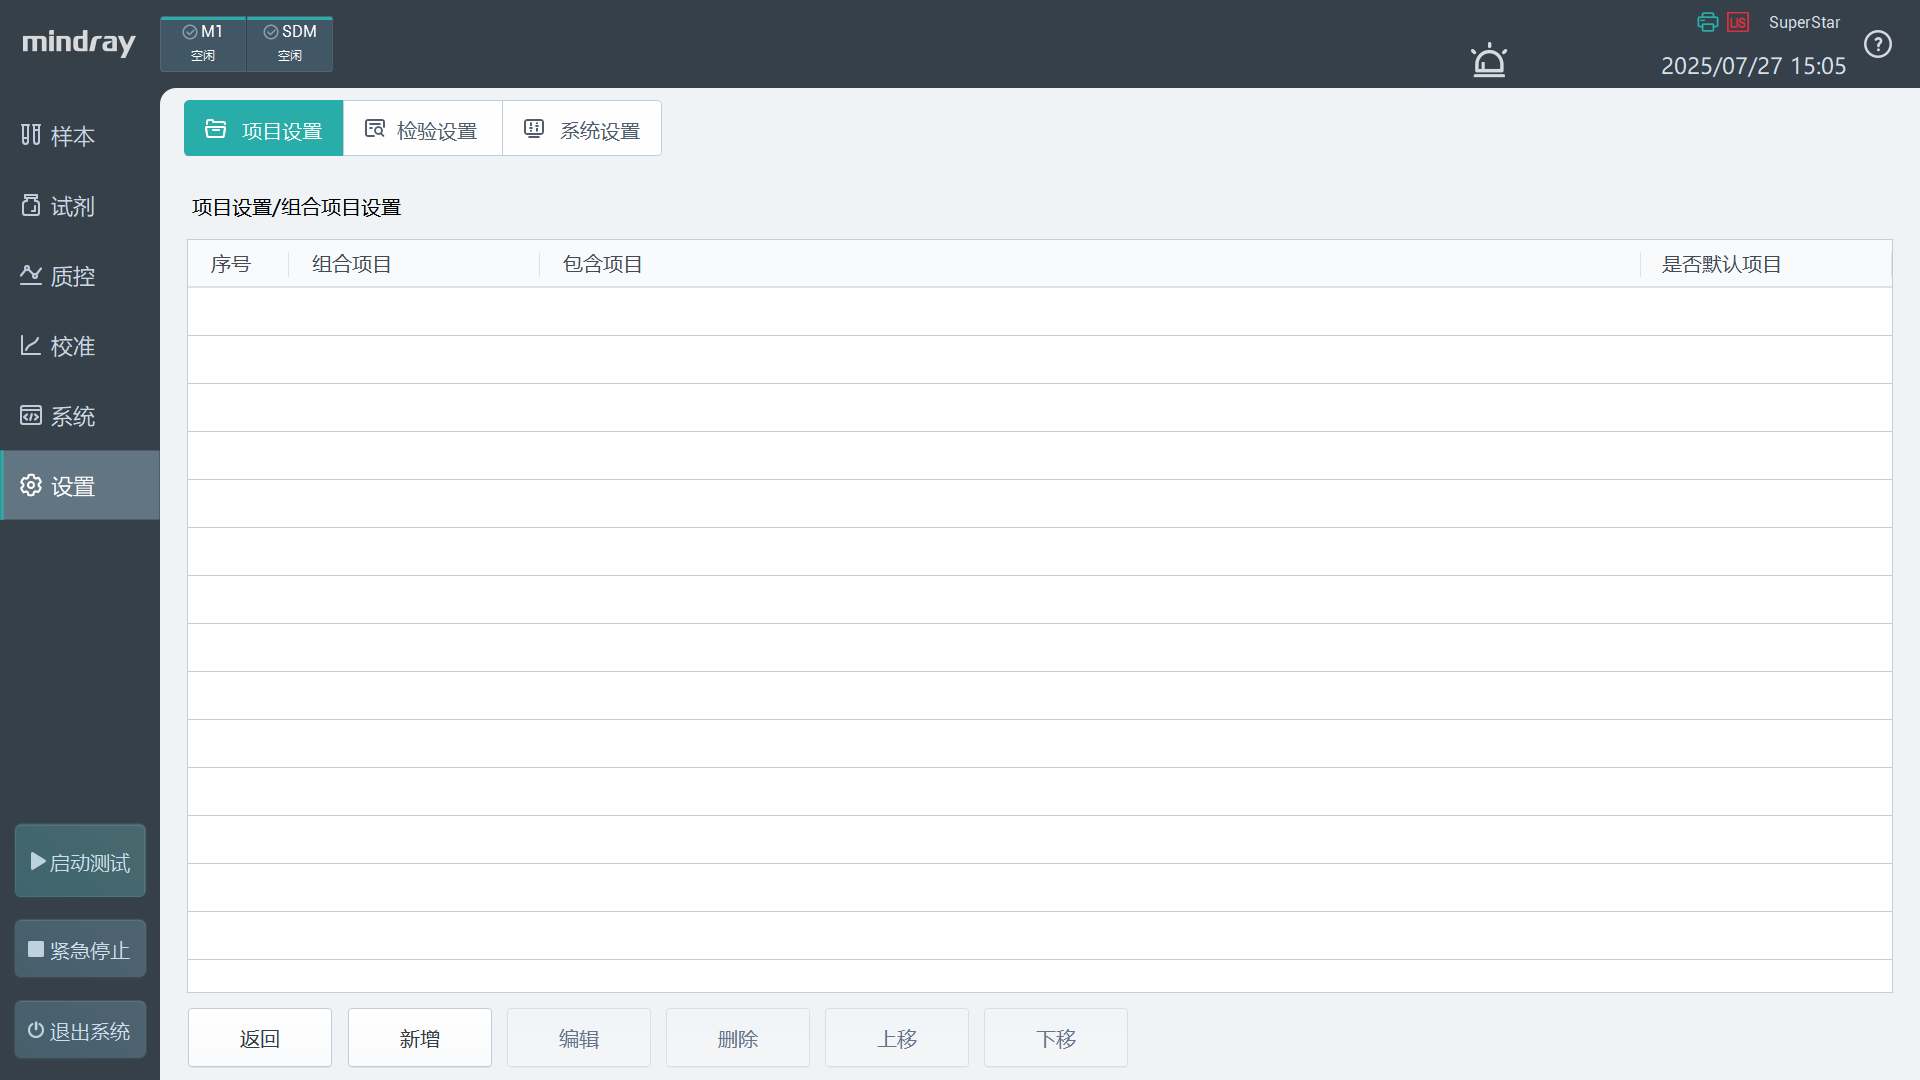 mindray
M1
空闲
SDM
空闲
LIS
SuperStar
2025/07/27 15:05
样本
试剂
质控
校准
系统
设置
启动测试
紧急停止
退出系统
项目设置
检验设置
系统设置
项目设置/组合项目设置
序号
组合项目
包含项目
是否默认项目
返回
新增
编辑
删除
上移
下移